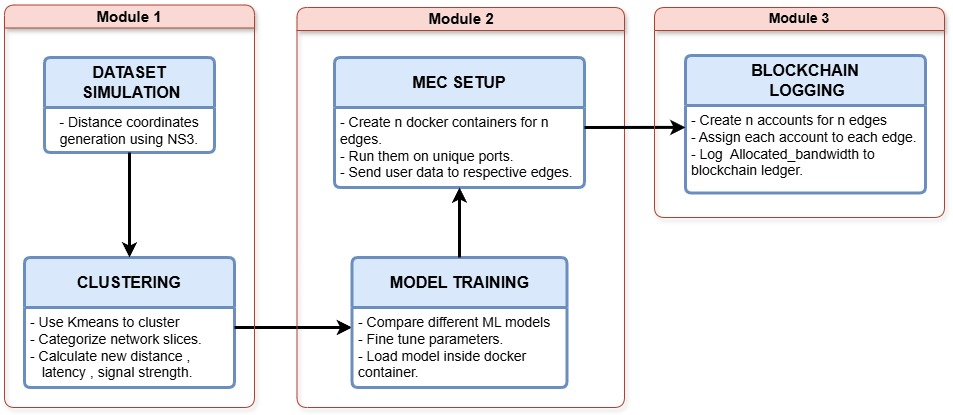 Module 1
DATASET
SIMULATION
- Distance coordinates
generation using NS3.
CLUSTERING
- Use Kmeans to cluster
- Categorize network slices.
- Calculate new distance ,
latency , signal strength.
Module 2
MEC SETUP
- Create n docker containers for n
edges.
- Run them on unique ports.
- Send user data to respective edges.
MODEL TRAINING
- Compare different ML models
- Fine tune parameters.
- Load model inside docker
container.
Module 3
BLOCKCHAIN
LOGGING
- Create n accounts for n edges
- Assign each account to each edge.
- Log Allocated_bandwidth to
blockchain ledger.